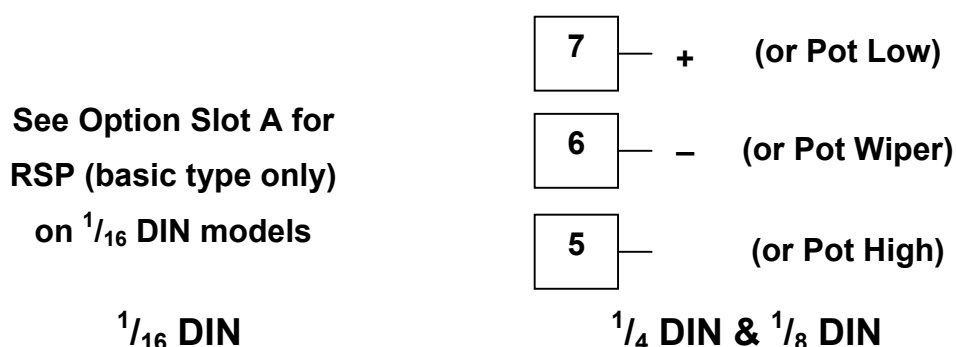 7 + (or Pot Low)
See Option Slot A for
RSP (basic type only)
on 1/16 DIN models
6 – (or Pot Wiper)
5 (or Pot High)
1/16 DIN
1/4 DIN & 1/8 DIN